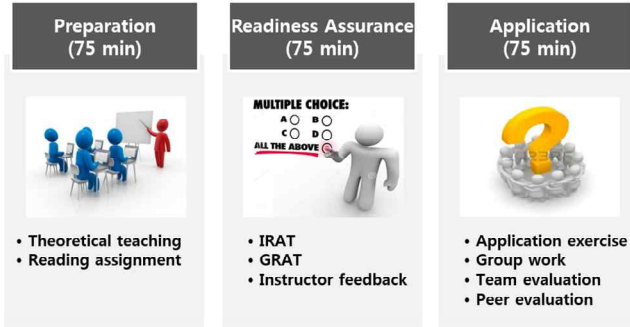 Preparation
(75 min)
Theoretical teaching
Reading assignment
Readiness Assurance
(75 min)
MULTIPLE CHOICE:
A B
C D
ALL THE ABOVE
IRAT
GRAT
Instructor feedback
Application
(75 min)
Application exercise
Group work
Team evaluation
Peer evaluation